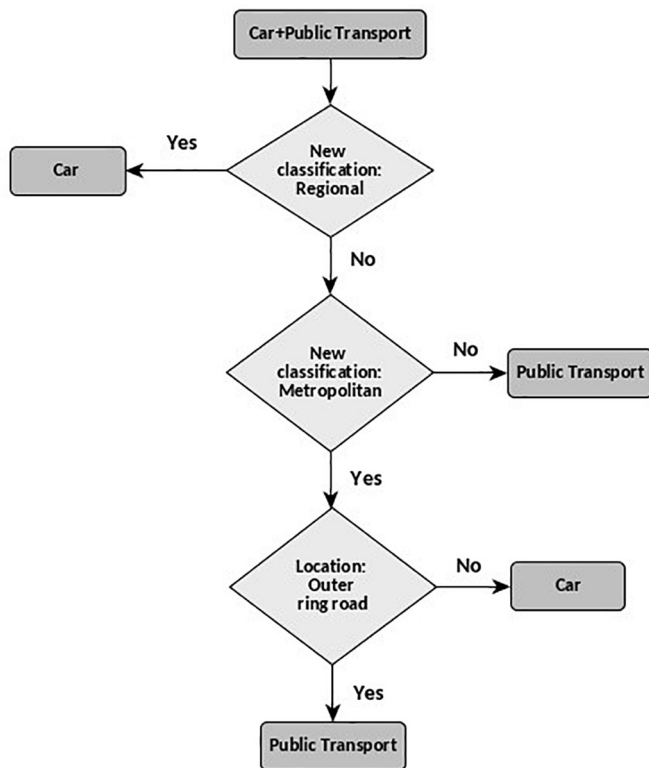 Car+Public Transport
Yes
New
classification:
Regional
Car
No
New
classification:
Metropolitan
No
Public Transport
Yes
Location:
Outer
ring road
No
Car
Yes
Public Transport